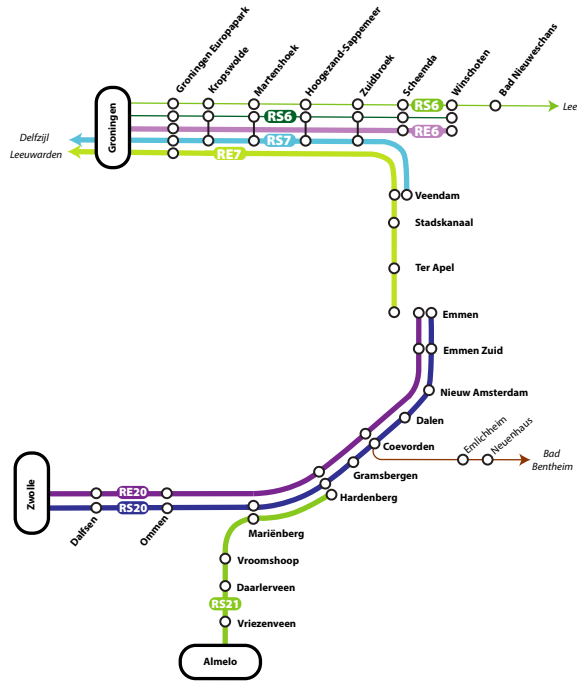 Groningen Europapark
Kropswolde
Martenshoek
Hoogezand-Sappemeer
Zuidbroek
Scheemda
Winschoten
Bad Nieuweschans
Groningen
RS6
Leer
RS6
RE6
Delfzijl
RS7
Leeuwarden
RE7
Veendam
Stadskanaal
Ter Apel
Emmen
Emmen Zuid
Nieuw Amsterdam
Dalen
Coevorden
Emlichheim
Neuenhaus
Bad
Bentheim
Gramsbergen
Hardenberg
Zwolle
RE20
RS20
Dalfsen
Ommen
Mariënberg
Vroomshoop
Daarlerveen
RS21
Vriezenveen
Almelo